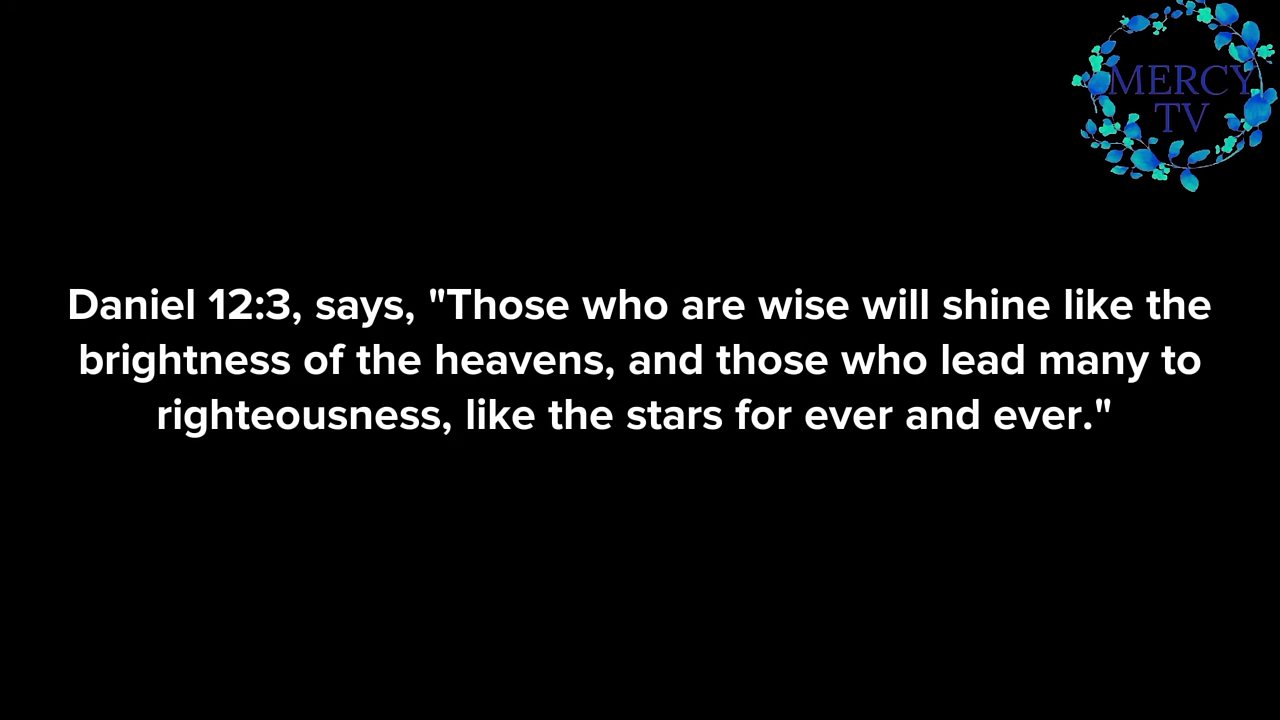 MERCY
TV
Daniel 12:3, says, "Those who are wise will shine like the
brightness of the heavens, and those who lead many to
righteousness, like the stars for ever and ever."